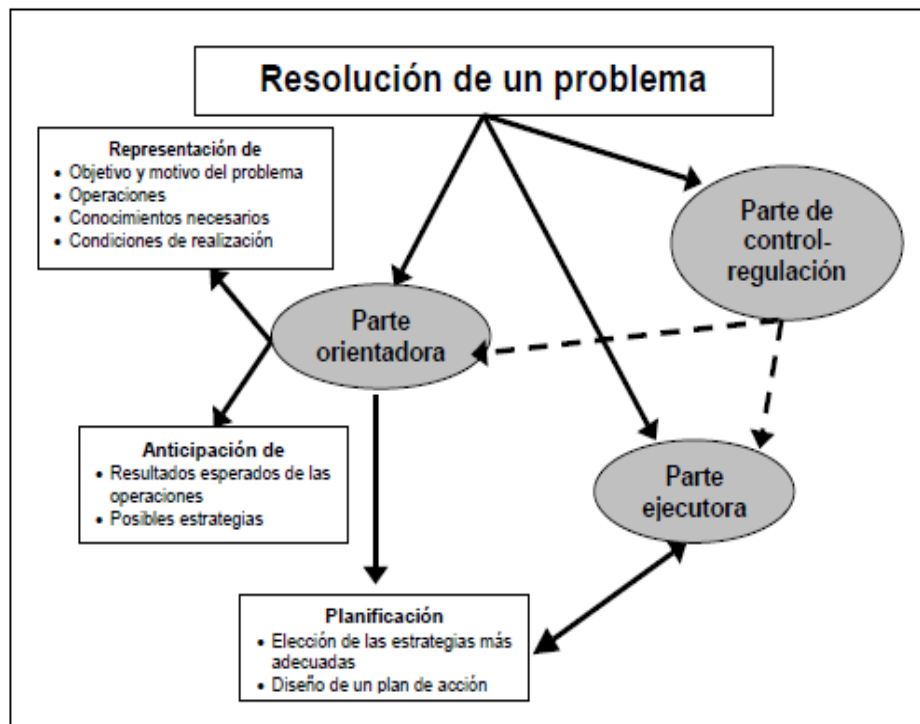 Resolución de un problema
Representación de
• Objetivo y motivo del problema
• Operaciones
• Conocimientos necesarios
• Condiciones de realización
Parte de
control-
regulación
Parte
orientadora
Anticipación de
• Resultados esperados de las
operaciones
• Posibles estrategias
Parte
ejecutora
Planificación
• Elección de las estrategias más
adecuadas
• Diseño de un plan de acción